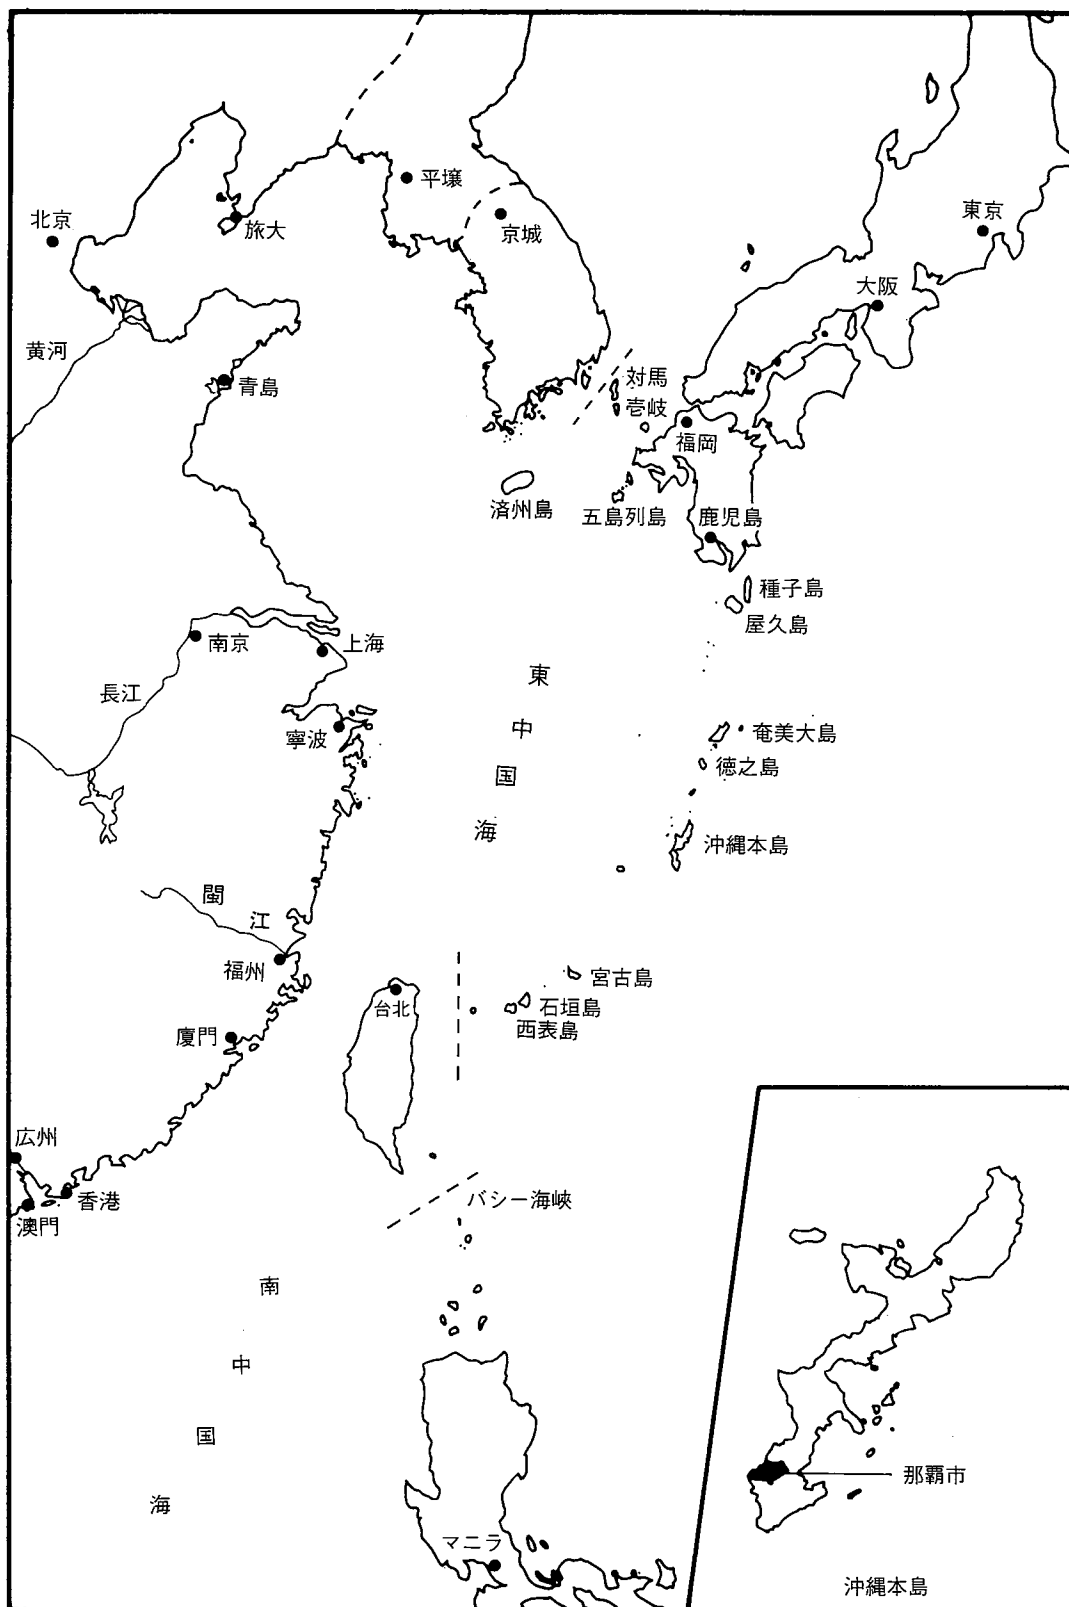 平壌
北京
旅大
京城
東京
大阪
黄河
青島
対馬
壱岐
福岡
済州島
五島列島
鹿児島
種子島
屋久島
南京
上海
長江
寧波
東中国海
奄美大島
徳之島
沖縄本島
閩江
福州
台北
宮古島
石垣島
西表島
廈門
広州
香港
澳門
バシー海峡
南中国海
マニラ
那覇市
沖縄本島